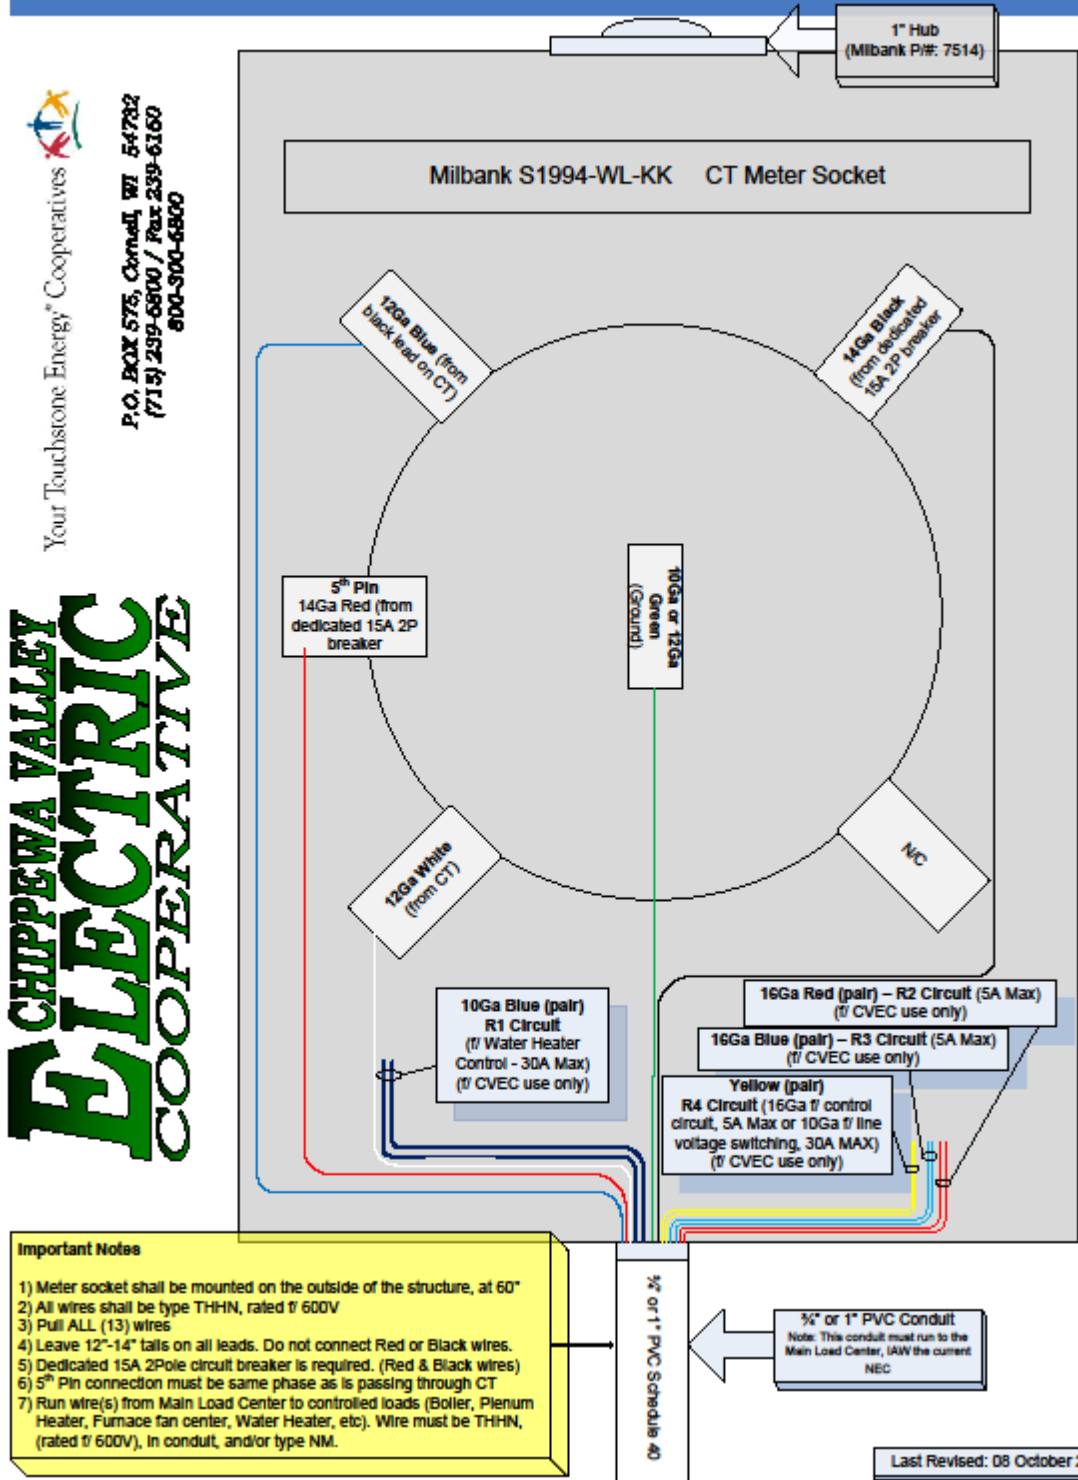 1" Hub
(Milbank P/#: 7514)
Milbank S1994-WL-KK CT Meter Socket
Your Touchstone Energy® Cooperatives
P.O. BOX 575, Cornell, WI 54732
(715) 239-6800 / Fax 239-6160
800-300-6800
CHIPPEWA VALLEY
ELECTRIC
COOPERATIVE
12Ga Blue (from
black lead on CT)
14Ga Black
(from dedicated
15A 2P breaker
5th Pin
14Ga Red (from
dedicated 15A 2P
breaker
10Ga or 12Ga
Green
(Ground)
12Ga White
(from CT)
N/C
10Ga Blue (pair)
R1 Circuit
(f/ Water Heater
Control - 30A Max)
(f/ CVEC use only)
16Ga Red (pair) – R2 Circuit (5A Max)
(f/ CVEC use only)
16Ga Blue (pair) – R3 Circuit (5A Max)
(f/ CVEC use only)
Yellow (pair)
R4 Circuit (16Ga f/ control
circuit, 5A Max or 10Ga f/ line
voltage switching, 30A MAX)
(f/ CVEC use only)
Important Notes
1) Meter socket shall be mounted on the outside of the structure, at 60"
2) All wires shall be type THHN, rated f/ 600V
3) Pull ALL (13) wires
4) Leave 12"-14" tails on all leads. Do not connect Red or Black wires.
5) Dedicated 15A 2Pole circuit breaker is required. (Red & Black wires)
6) 5th Pin connection must be same phase as is passing through CT
7) Run wire(s) from Main Load Center to controlled loads (Boiler, Plenum
Heater, Furnace fan center, Water Heater, etc). Wire must be THHN,
(rated f/ 600V), in conduit, and/or type NM.
¾" or 1" PVC Schedule 40
¾" or 1" PVC Conduit
Note: This conduit must run to the
Main Load Center, IAW the current
NEC
Last Revised: 08 October